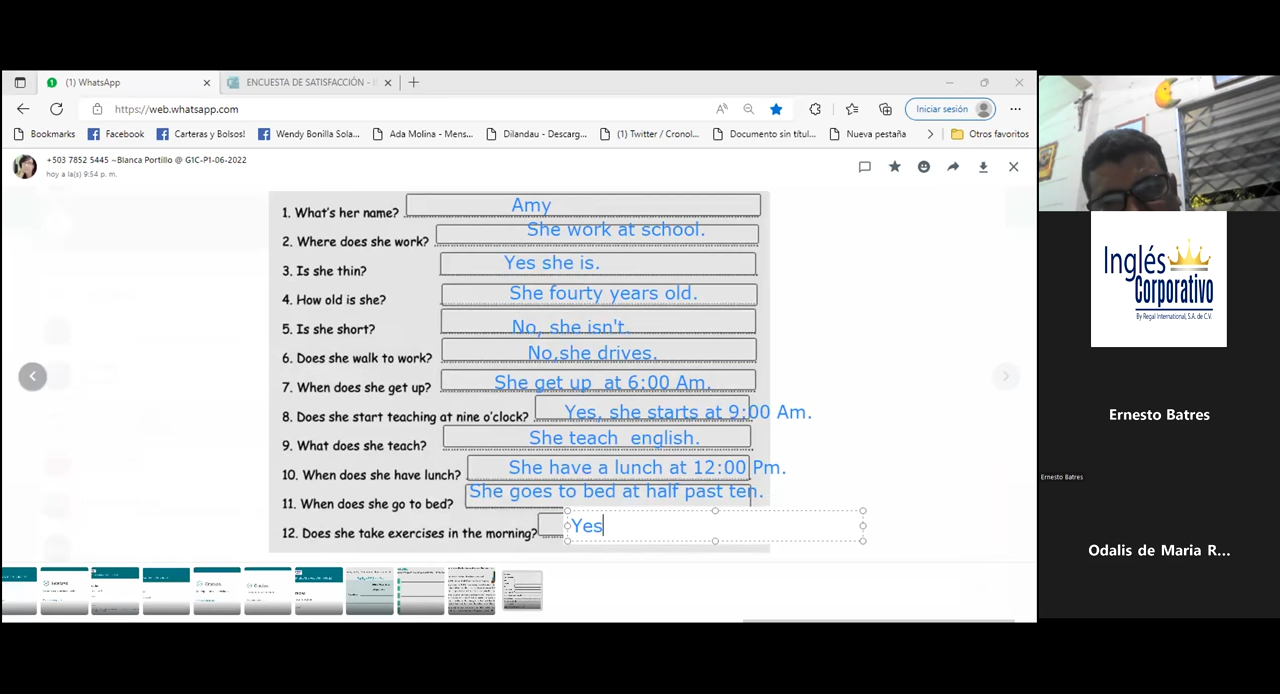 (1) WhatsApp
ENCUESTA DE SATISFACCIÓN -
https://web.whatsapp.com
Iniciar sesión
Bookmarks
Facebook
Carteras y Bolsos!
Wendy Bonilla Sola...
Ada Molina - Mens...
Dilandau - Descarg...
(1) Twitter / Cronol...
Documento sin títul...
Nueva pestaña
Otros favoritos
+503 7852 5445 ~Blanca Portillo @ G1C-P1-06-2022
hoy a la(s) 9:54 p. m.
1. What's her name? Amy
2. Where does she work? She work at school.
3. Is she thin? Yes she is.
4. How old is she? She fourty years old.
5. Is she short? No, she isn't.
6. Does she walk to work? No,she drives.
7. When does she get up? She get up at 6:00 Am.
8. Does she start teaching at nine o'clock? Yes, she starts at 9:00 Am.
9. What does she teach? She teach english.
10. When does she have lunch? She have a lunch at 12:00 Pm.
11. When does she go to bed? She goes to bed at half past ten.
12. Does she take exercises in the morning? Yes
Inglés
Corporativo
By Regal International, S.A. de C.V.
Ernesto Batres
Ernesto Batres
Odalis de Maria R...